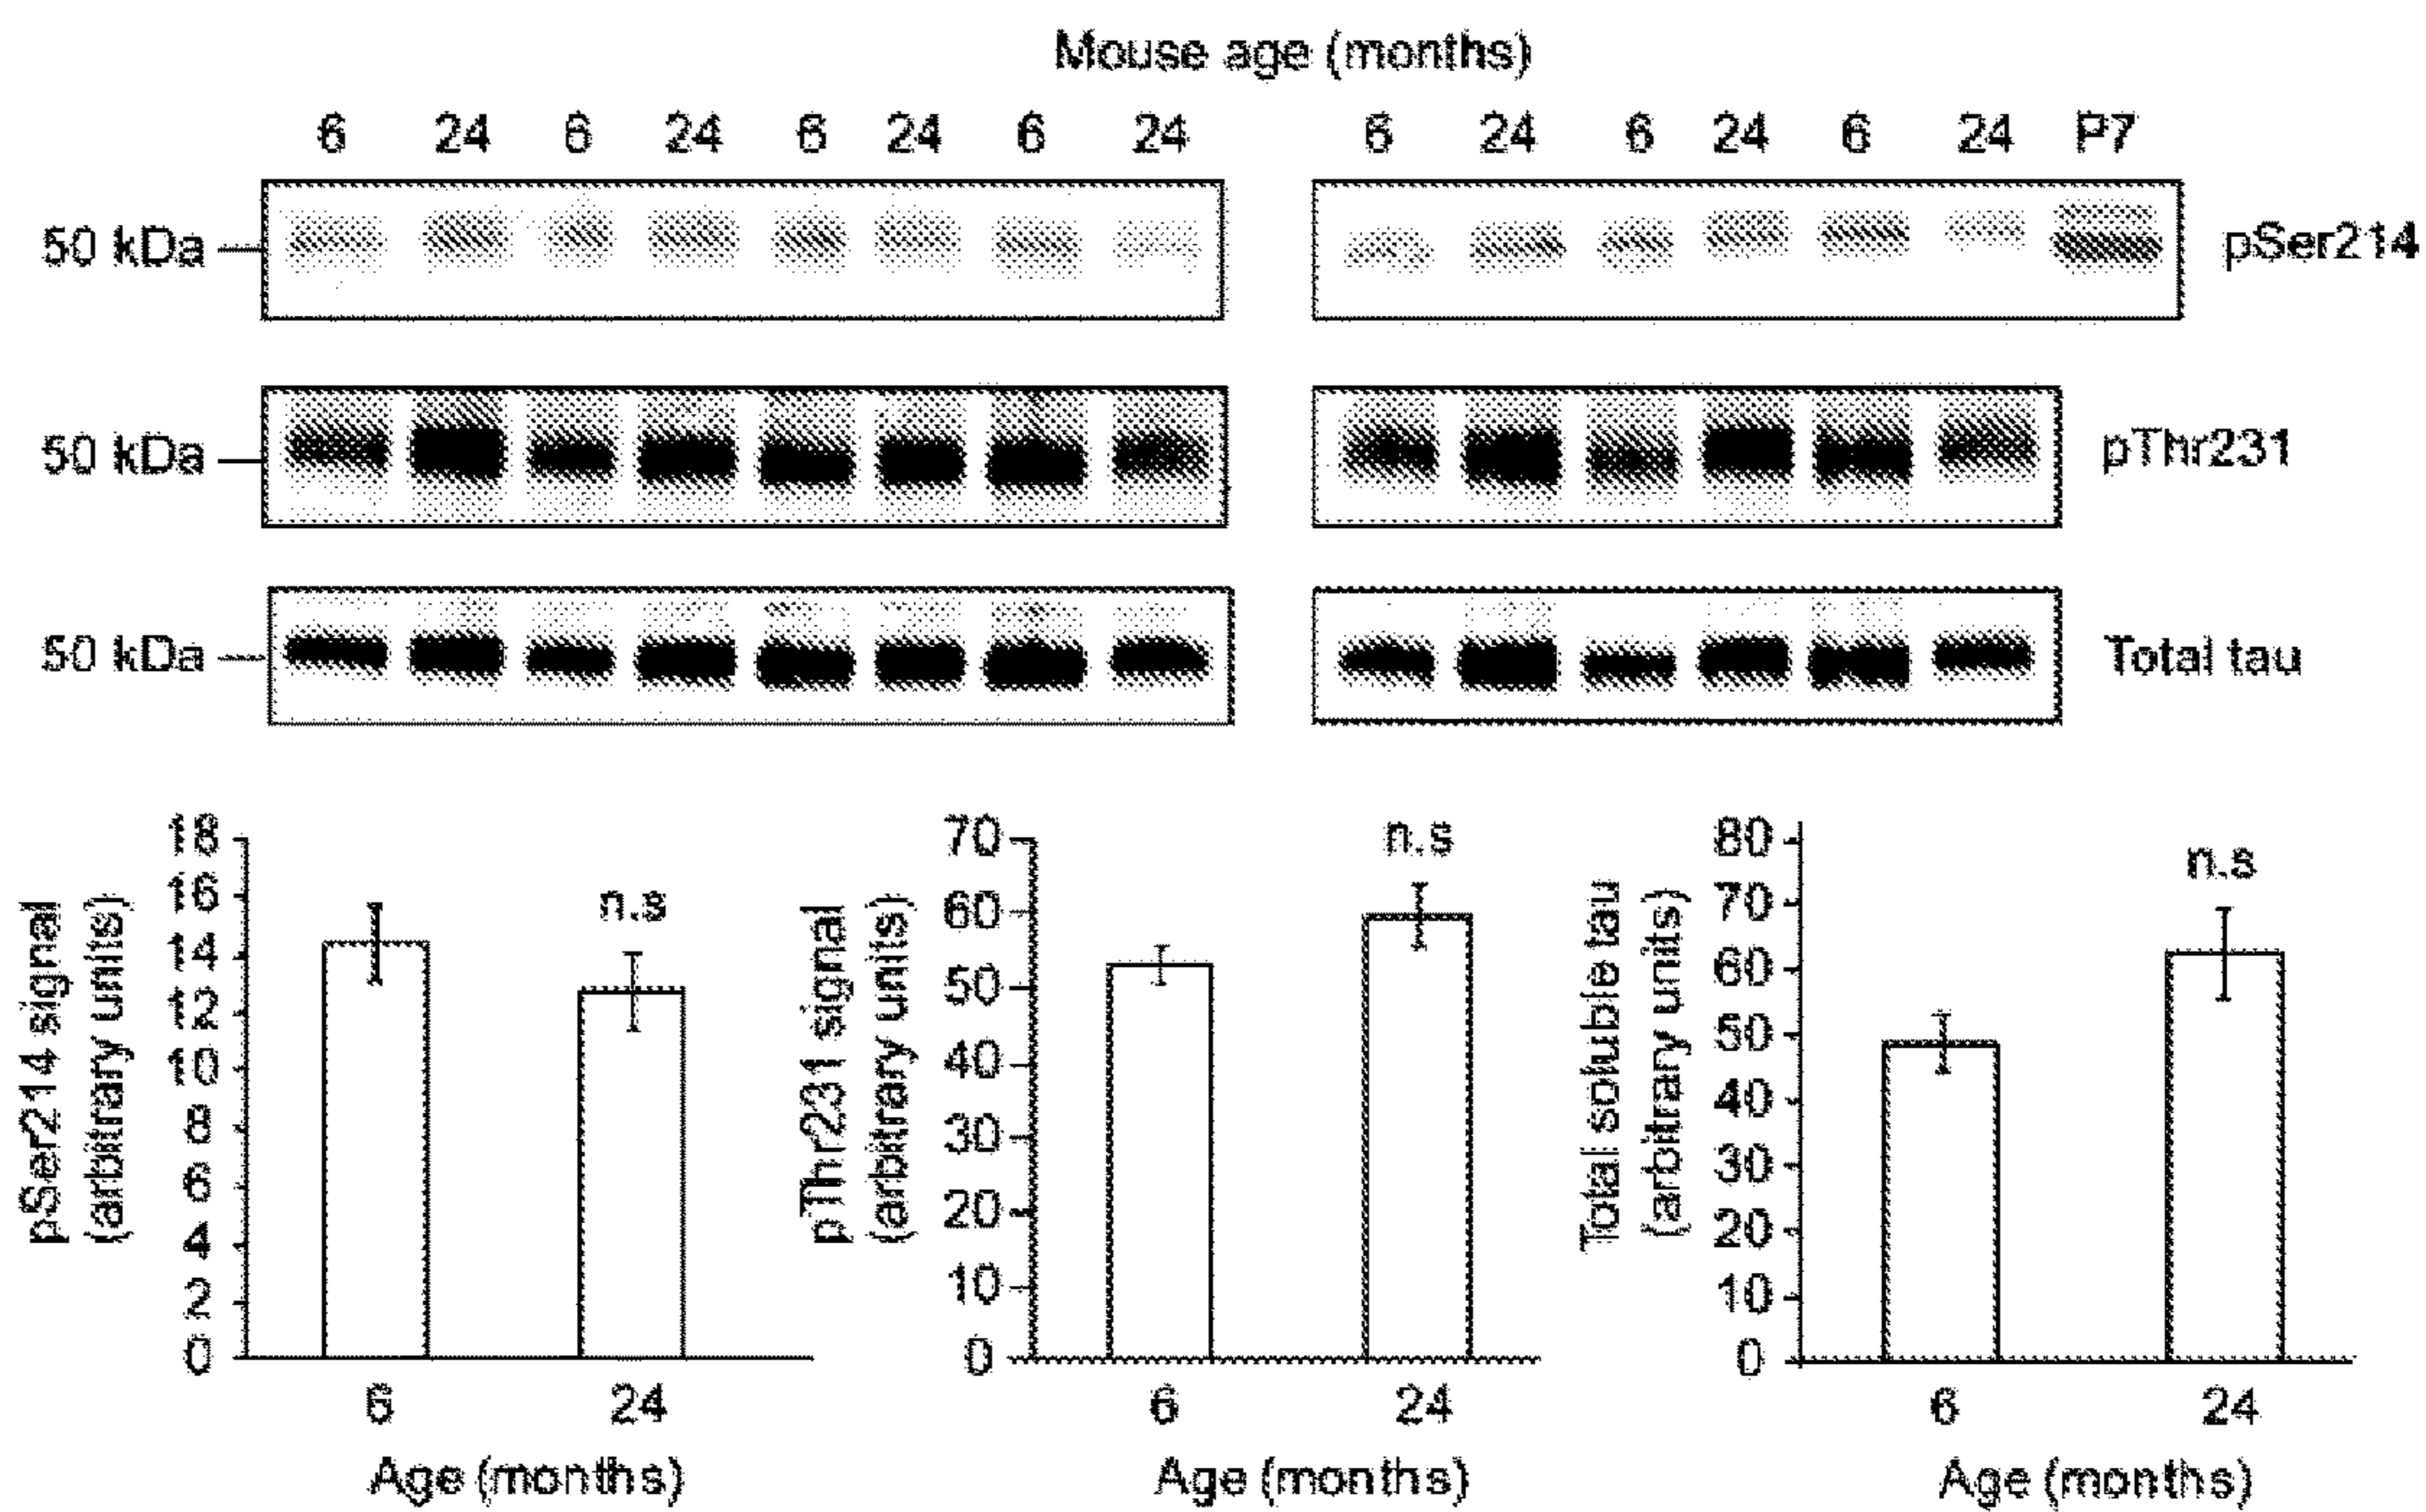 Mouse age (months)
6 24 6 24 6 24 6 24 6 24 6 24 6 24 P7
50 kDa pSer214
50 kDa pThr231
50 kDa Total tau
pSer214 signal
(arbitrary units)
18
16
14
12
10
8
6
4
2
0
n.s
6 24
Age (months)
pThr231 signal
(arbitrary units)
70
60
50
40
30
20
10
0
n.s
6 24
Age (months)
Total soluble tau
(arbitrary units)
80
70
60
50
40
30
20
10
0
n.s
6 24
Age (months)